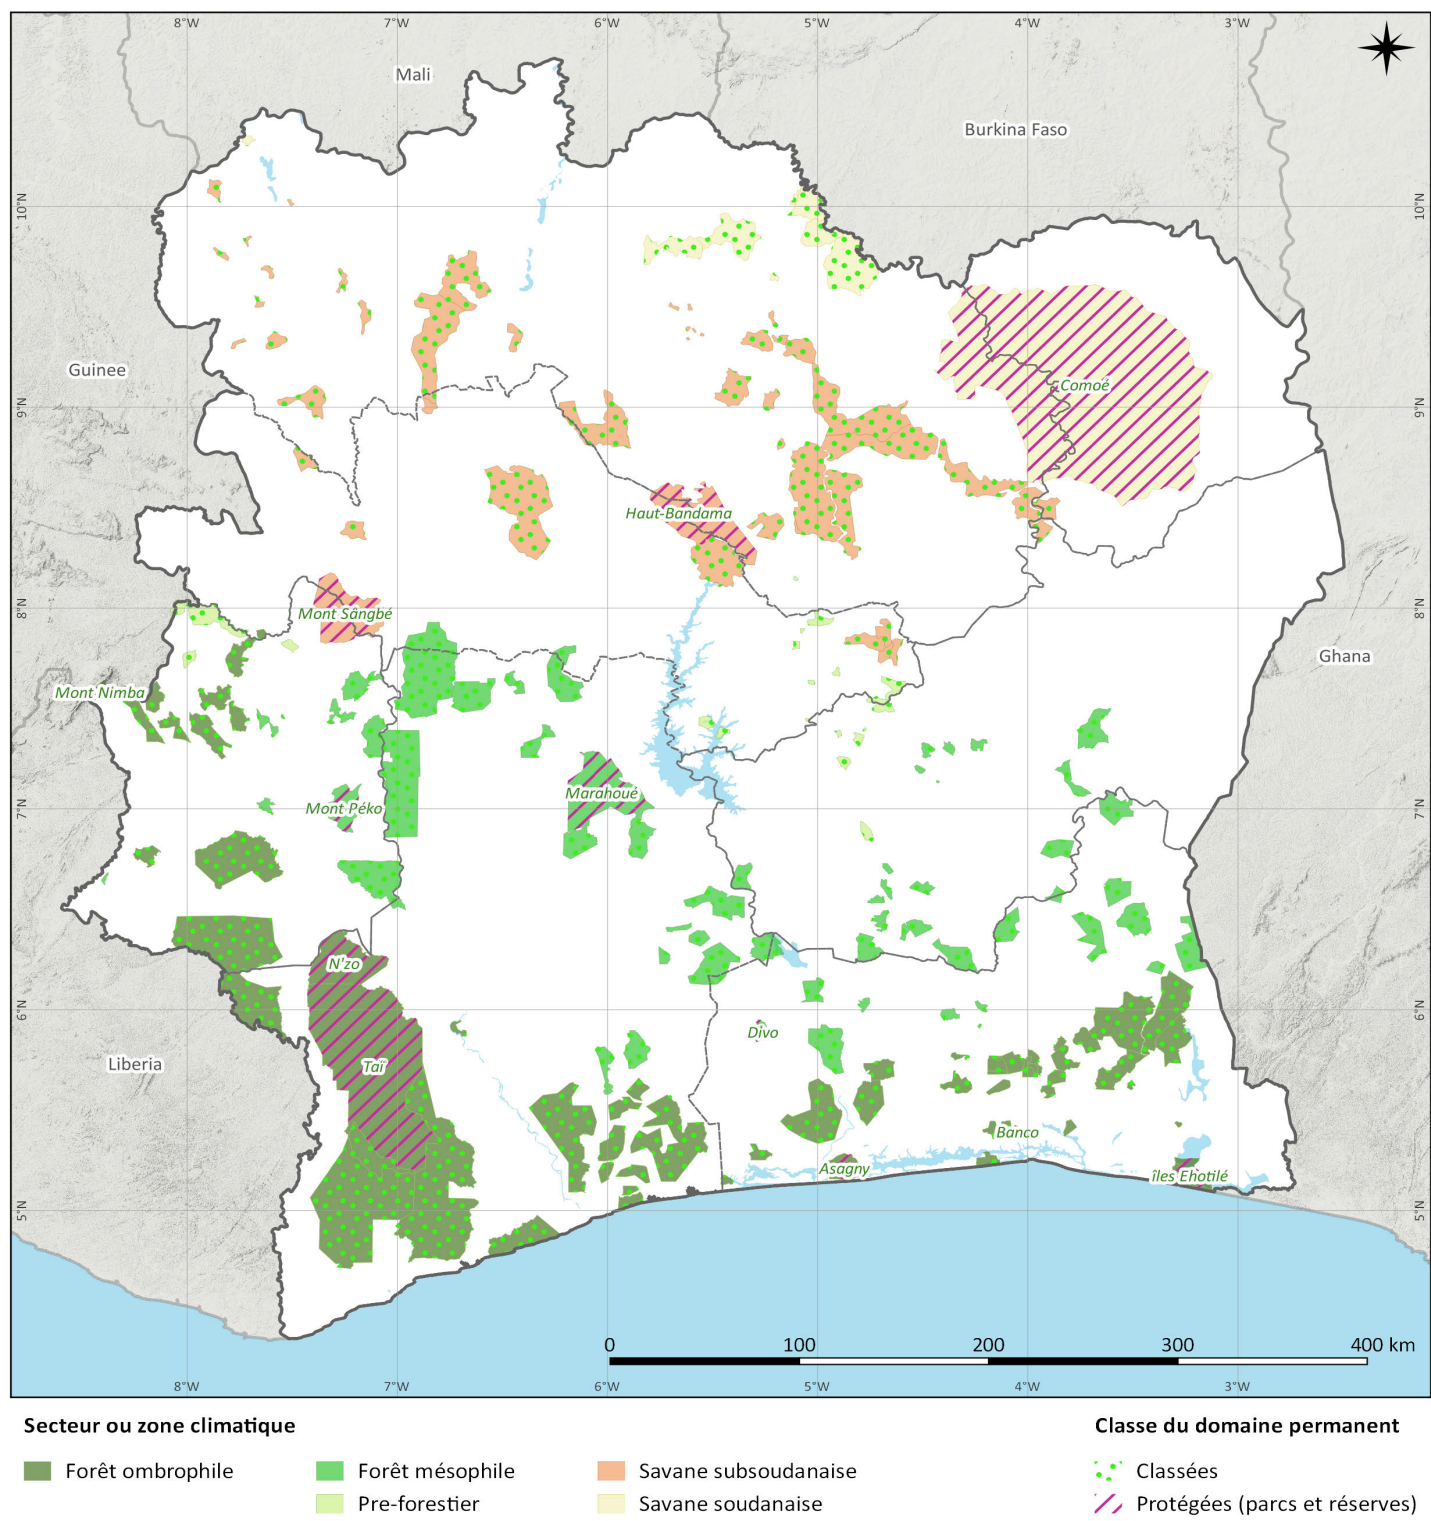 8°W 7°W 6°W 5°W 4°W 3°W
Mali
Burkina Faso
10°N 10°N
Guinee
Comoé
9°N 9°N
Haut-Bandama
8°N 8°N
Mont Sângbé
Ghana
Mont Nimba
Marahoué
Mont Péko
7°N 7°N
N'zo
6°N 6°N
Divo
Liberia
Taï
Banco
Asagny
îles Ehotilé
5°N 5°N
0 100 200 300 400 km
8°W 7°W 6°W 5°W 4°W 3°W
Secteur ou zone climatique
Forêt ombrophile
Forêt mésophile
Pre-forestier
Savane subsoudanaise
Savane soudanaise
Classe du domaine permanent
Classées
Protégées (parcs et réserves)